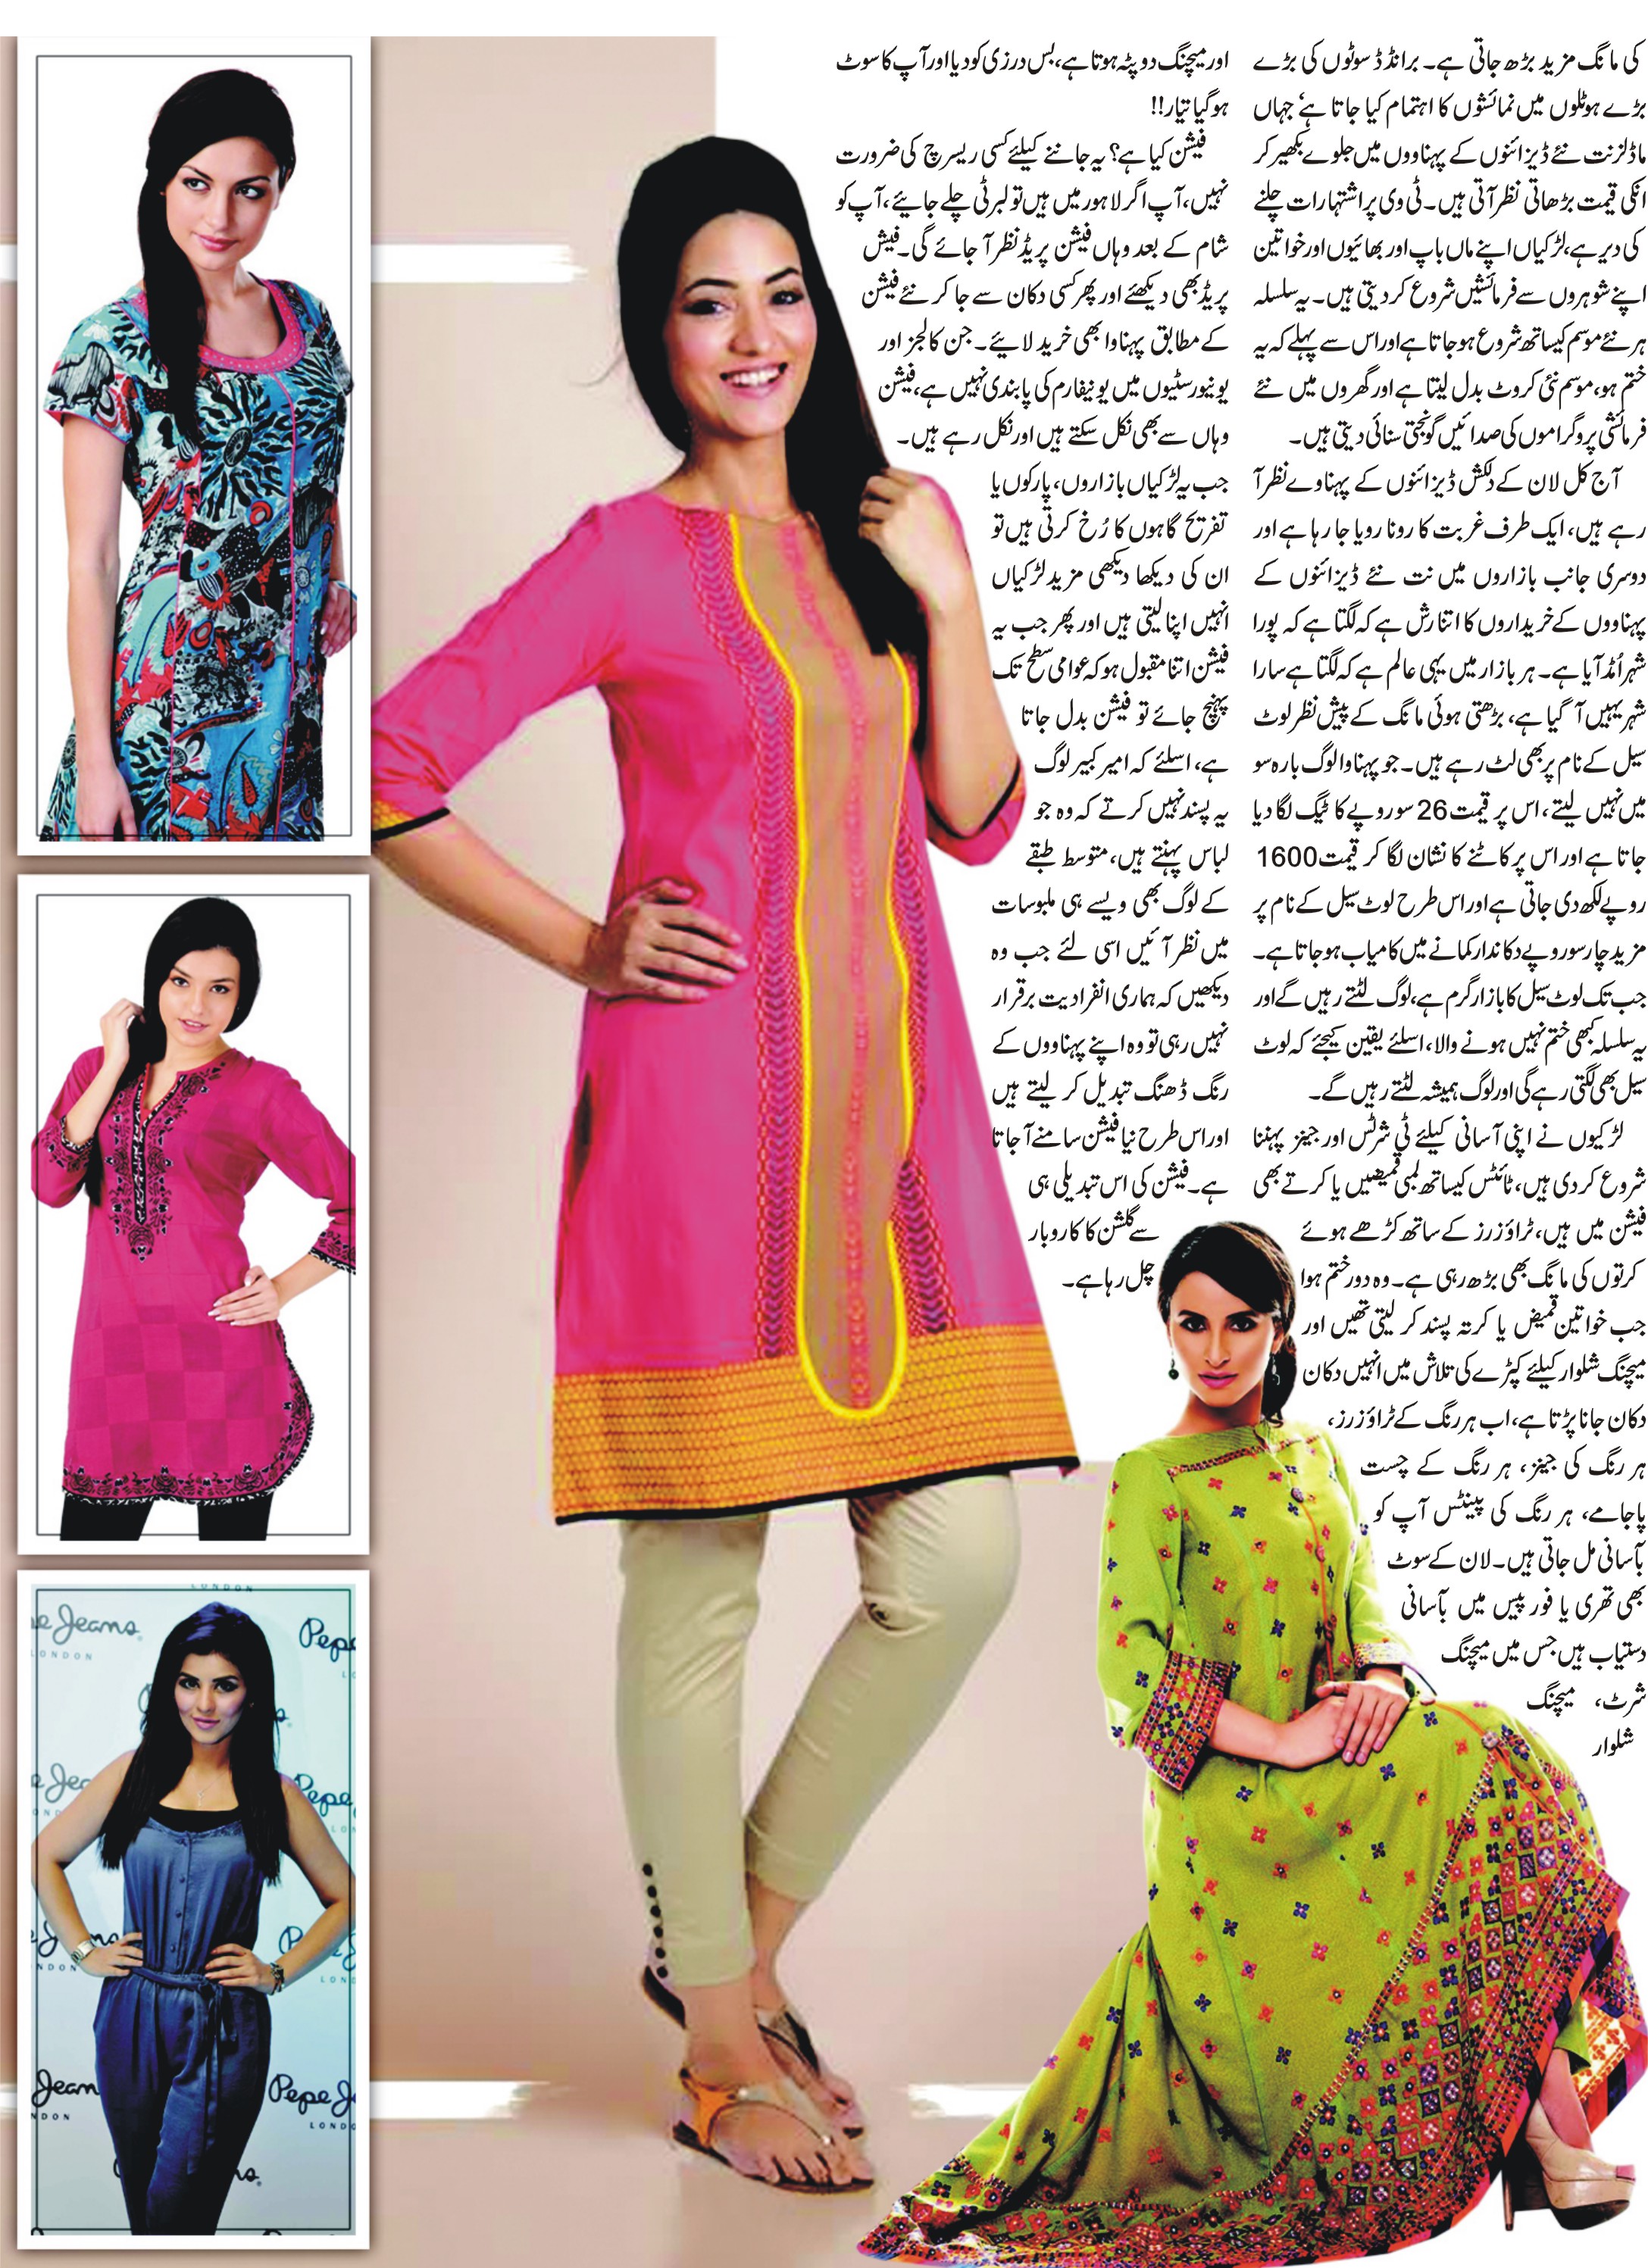 کی مانگ مزید بڑھ جاتی ہے۔ برانڈڈ سوٹوں کی بڑے
بڑے ہوٹلوں میں نمائشوں کا اہتمام کیا جاتا ہے‘ جہاں
ماڈلز نت نئے ڈیزائنوں کے پہناووں میں جلوے بکھیر کر
انکی قیمت بڑھاتی نظر آتی ہیں۔ ٹی وی پر اشتہارات چلنے
کی دیر ہے، لڑکیاں اپنے ماں باپ اور بھائیوں اور خواتین
اپنے شوہروں سے فرمائشیں شروع کر دیتی ہیں۔ یہ سلسلہ
ہر نئے موسم کیساتھ شروع ہو جاتا ہے اور اس سے پہلے کہ یہ
ختم ہو، موسم نئی کروٹ بدل لیتا ہے اور گھروں میں نئے
فرمائشی پروگراموں کی صدائیں گونجتی سنائی دیتی ہیں۔
آج کل لان کے دلکش ڈیزائنوں کے پہناوے نظر آ
رہے ہیں، ایک طرف غربت کا رونا رویا جا رہا ہے اور
دوسری جانب بازاروں میں نت نئے ڈیزائنوں کے
پہناووں کے خریداروں کا اتنا رش ہے کہ لگتا ہے کہ پورا
شہر اُمڈ آیا ہے۔ ہر بازار میں یہی عالم ہے کہ لگتا ہے سارا
شہر یہیں آ گیا ہے، بڑھتی ہوئی مانگ کے پیش نظر لوٹ
سیل کے نام پر بھی لٹ رہے ہیں۔ جو پہناوا لوگ بارہ سو
میں نہیں لیتے، اس پر قیمت 26 سو روپے کا ٹیگ لگا دیا
جاتا ہے اور اس پر کاٹنے کا نشان لگا کر قیمت 1600
روپے لکھ دی جاتی ہے اور اس طرح لوٹ سیل کے نام پر
مزید چار سو روپے دکاندار کمانے میں کامیاب ہو جاتا ہے۔
جب تک لوٹ سیل کا بازار گرم ہے، لوگ لٹتے رہیں گے اور
یہ سلسلہ کبھی ختم نہیں ہونے والا، اسلئے یقین کیجئے کہ لوٹ
سیل بھی لگتی رہے گی اور لوگ ہمیشہ لٹتے رہیں گے۔
لڑکیوں نے اپنی آسانی کیلئے ٹی شرٹس اور جینز پہننا
شروع کر دی ہیں، ٹائٹس کیساتھ لمبی قمیضیں یا کرتے بھی
فیشن میں ہیں، ٹراؤزرز کے ساتھ کڑھے ہوئے
کرتوں کی مانگ بھی بڑھ رہی ہے۔ وہ دور ختم ہوا
جب خواتین قمیض یا کرتہ پسند کر لیتی تھیں اور
میچنگ شلوار کیلئے کپڑے کی تلاش میں انہیں دکان
دکان جانا پڑتا ہے، اب ہر رنگ کے ٹراؤزرز،
ہر رنگ کی جینز، ہر رنگ کے چست
پاجامے، ہر رنگ کی پینٹس آپ کو
بآسانی مل جاتی ہیں۔ لان کے سوٹ
بھی تھری یا فور پیس میں بآسانی
دستیاب ہیں جس میں میچنگ
شرٹ، میچنگ
شلوار
اور میچنگ دوپٹہ ہوتا ہے، بس درزی کو دیا اور آپ کا سوٹ
ہو گیا تیار!!
فیشن کیا ہے؟ یہ جاننے کیلئے کسی ریسرچ کی ضرورت
نہیں، آپ اگر لاہور میں ہیں تو لبرٹی چلے جایئے، آپ کو
شام کے بعد وہاں فیشن پریڈ نظر آ جائے گی۔ فیش
پریڈ بھی دیکھئے اور پھر کسی دکان سے جا کر نئے فیشن
کے مطابق پہناوا بھی خرید لایئے۔ جن کالجز اور
یونیورسٹیوں میں یونیفارم کی پابندی نہیں ہے، فیشن
وہاں سے بھی نکل سکتے ہیں اور نکل رہے ہیں۔
جب یہ لڑکیاں بازاروں، پارکوں یا
تفریح گاہوں کا رُخ کرتی ہیں تو
ان کی دیکھا دیکھی مزید لڑکیاں
انہیں اپنا لیتی ہیں اور پھر جب یہ
فیشن اتنا مقبول ہو کہ عوامی سطح تک
پہنچ جائے تو فیشن بدل جاتا
ہے، اسلئے کہ امیر کبیر لوگ
یہ پسند نہیں کرتے کہ وہ جو
لباس پہنتے ہیں، متوسط طبقے
کے لوگ بھی ویسے ہی ملبوسات
میں نظر آئیں اسی لئے جب وہ
دیکھیں کہ ہماری انفرادیت برقرار
نہیں رہی تو وہ اپنے پہناووں کے
رنگ ڈھنگ تبدیل کر لیتے ہیں
اور اس طرح نیا فیشن سامنے آ جاتا
ہے۔ فیشن کی اس تبدیلی ہی
سے گلشن کا کاروبار
چل رہا ہے۔
LONDON
Pepe Jeans
LONDON
Pepe
Jeans
Pepe
LONDON
Jean
Pepe J
LONDO